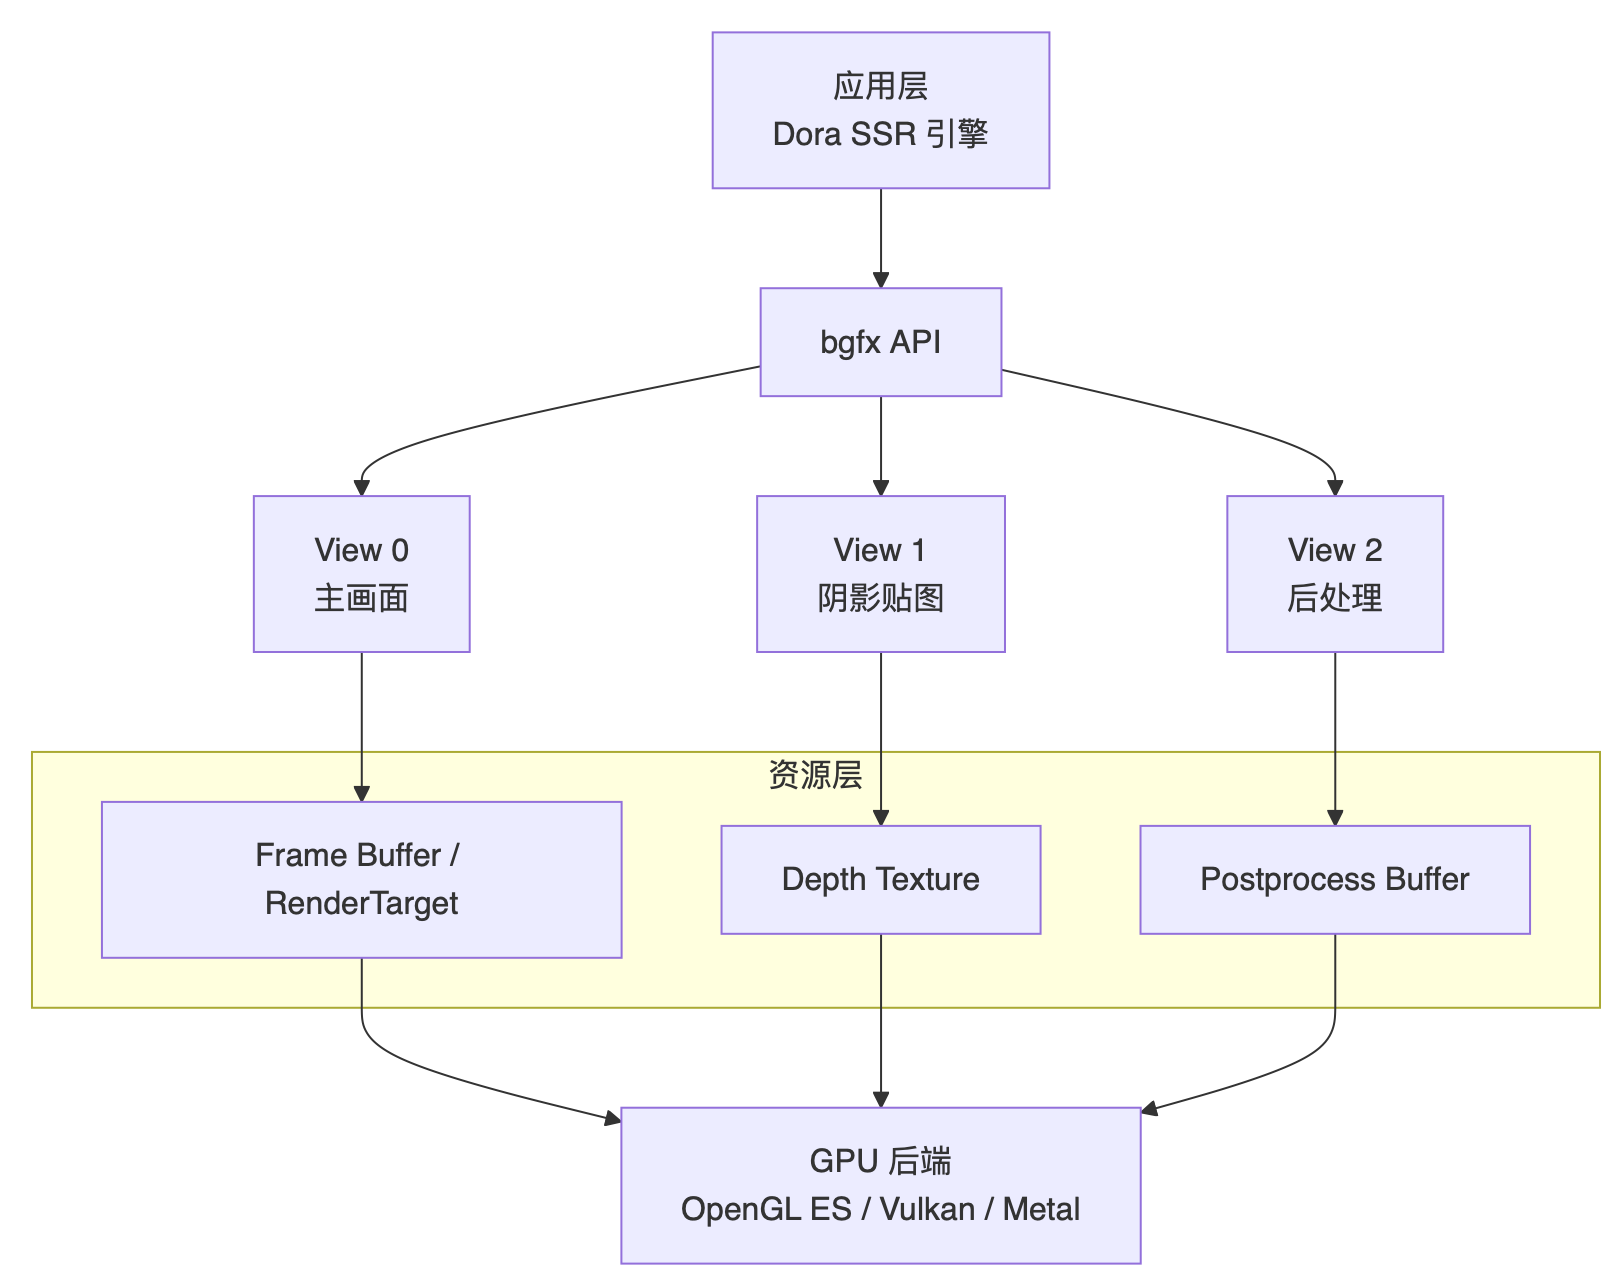 应用层
Dora SSR 引擎
bgfx API
View 0
主画面
View 1
阴影贴图
View 2
后处理
资源层
Frame Buffer /
RenderTarget
Depth Texture
Postprocess Buffer
GPU 后端
OpenGL ES / Vulkan / Metal